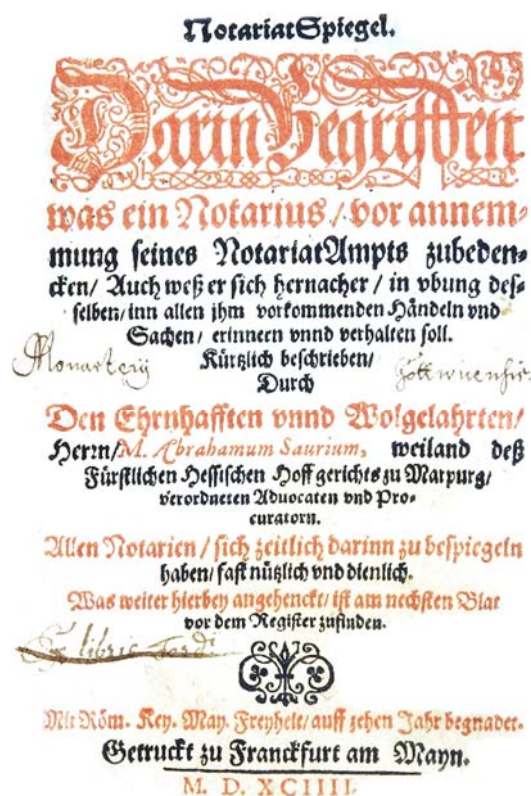 NotariatSpiegel.
Darin begriffen
was ein Notarius / vor annem-
mung seines NotariatAmpts zubeden-
cken / Auch weß er sich hernacher / in vbung des-
selben / inn allen jhm vorkommenden Händeln vnd
Sachen / erinnern vnnd verhalten soll.
Monasterij
Kürtzlich beschrieben /
Durch
Den Ehrnhafften vnnd Wolgelahrten /
Herrn / M. Abrahamum Saurium, weiland deß
Fürstlichen Hessischen Hoffgerichts zu Marpurg /
verordneten Aduocaten vnd Pro-
curatorn.
Allen Notarien / sich zeitlich darinn zu bespiegeln
haben / fast nützlich vnd dienlich.
Was weiter hierbey angehenckt / ist am nechsten Blat
vor dem Register zufinden.
Ex libris
Mit Röm. Key. May. Freyheit / auff zehen Jahr begnadet.
Getruckt zu Franckfurt am Mayn.
M. D. XCIIII.